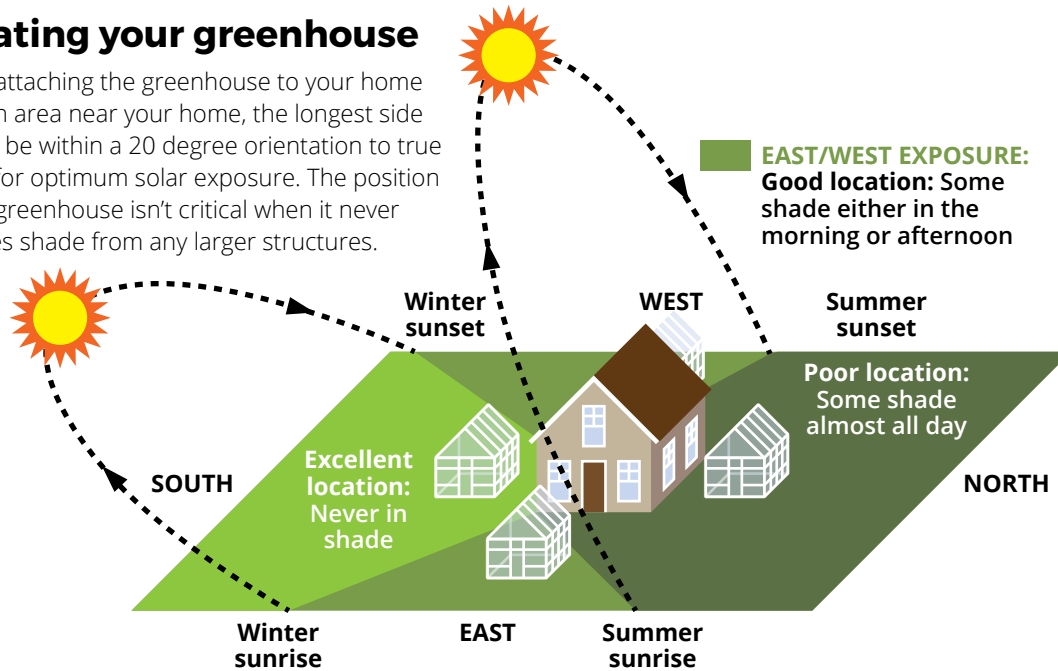 ating your greenhouse
attaching the greenhouse to your home
area near your home, the longest side
be within a 20 degree orientation to true
for optimum solar exposure. The position
greenhouse isn’t critical when it never
shade from any larger structures.
EAST/WEST EXPOSURE:
Good location: Some
shade either in the
morning or afternoon
Winter
sunset
WEST
Summer
sunset
Poor location:
Some shade
almost all day
SOUTH
Excellent
location:
Never in
shade
NORTH
Winter
sunrise
EAST
Summer
sunrise